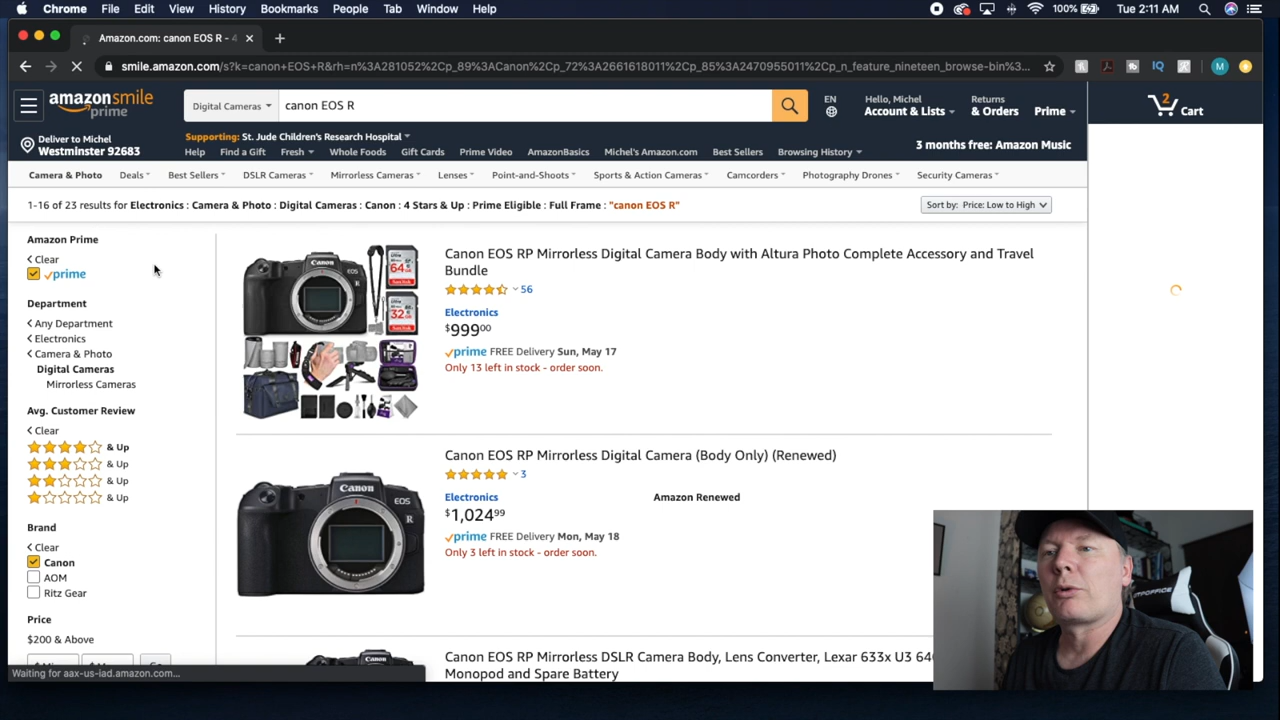 Chrome File Edit View History Bookmarks People Tab Window Help 100% Tue 2:11 AM
Amazon.com: canon EOS R - 4
smile.amazon.com/s?k=canon+EOS+R&rh=n%3A281052%2Cp_89%3ACanon%2Cp_72%3A2661618011%2Cp_85%3A2470955011%2Cp_n_feature_nineteen_browse-bin%3... IQ M
amazonsmile
prime
Digital Cameras canon EOS R EN
Hello, Michel
Account & Lists
Returns
& Orders
Prime
2
Cart
Deliver to Michel
Westminster 92683
Supporting: St. Jude Children's Research Hospital
Help Find a Gift Fresh Whole Foods Gift Cards Prime Video AmazonBasics Michel's Amazon.com Best Sellers Browsing History
3 months free: Amazon Music
Camera & Photo Deals Best Sellers DSLR Cameras Mirrorless Cameras Lenses Point-and-Shoots Sports & Action Cameras Camcorders Photography Drones Security Cameras
1-16 of 23 results for Electronics : Camera & Photo : Digital Cameras : Canon : 4 Stars & Up : Prime Eligible : Full Frame : "canon EOS R"
Sort by: Price: Low to High
Amazon Prime
Clear
prime
Department
Any Department
Electronics
Camera & Photo
Digital Cameras
Mirrorless Cameras
Avg. Customer Review
Clear
& Up
& Up
& Up
& Up
Brand
Clear
Canon
AOM
Ritz Gear
Price
$200 & Above
Canon
EOS
R
SanDisk
64GB
SanDisk
32GB
Canon EOS RP Mirrorless Digital Camera Body with Altura Photo Complete Accessory and Travel
Bundle
56
Electronics
$999 00
prime FREE Delivery Sun, May 17
Only 13 left in stock - order soon.
Canon
EOS
R
Canon EOS RP Mirrorless Digital Camera (Body Only) (Renewed)
3
Electronics
Amazon Renewed
$1,024 99
prime FREE Delivery Mon, May 18
Only 3 left in stock - order soon.
Canon
Canon EOS RP Mirrorless DSLR Camera Body, Lens Converter, Lexar 633x U3
Monopod and Spare Battery
Waiting for aax-us-iad.amazon.com...